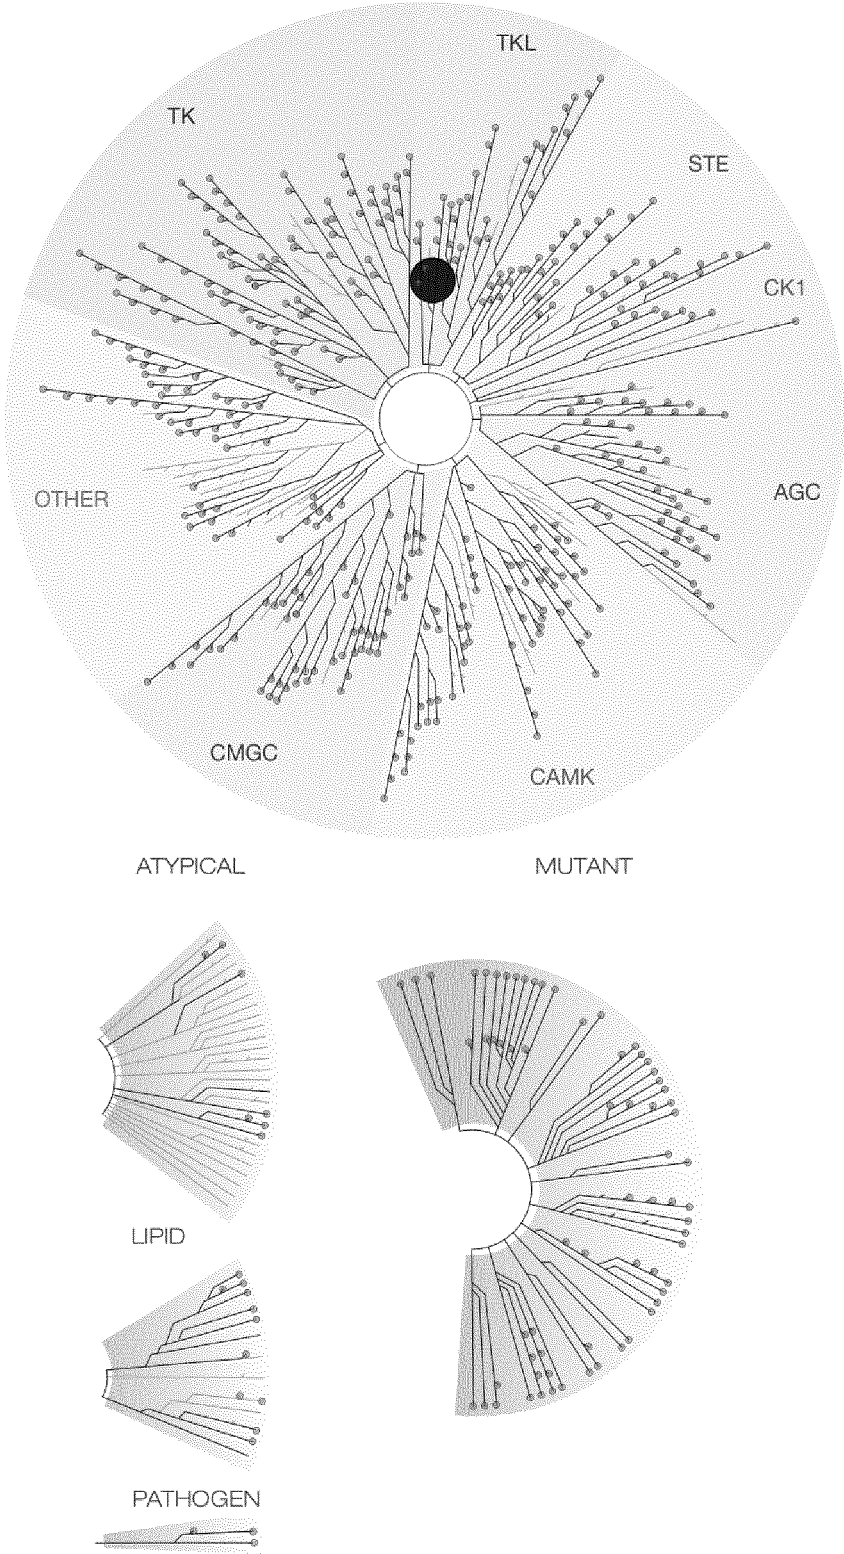 TKL
TK
STE
CK1
OTHER
AGC
CMGC
CAMK
ATYPICAL
MUTANT
LIPID
PATHOGEN